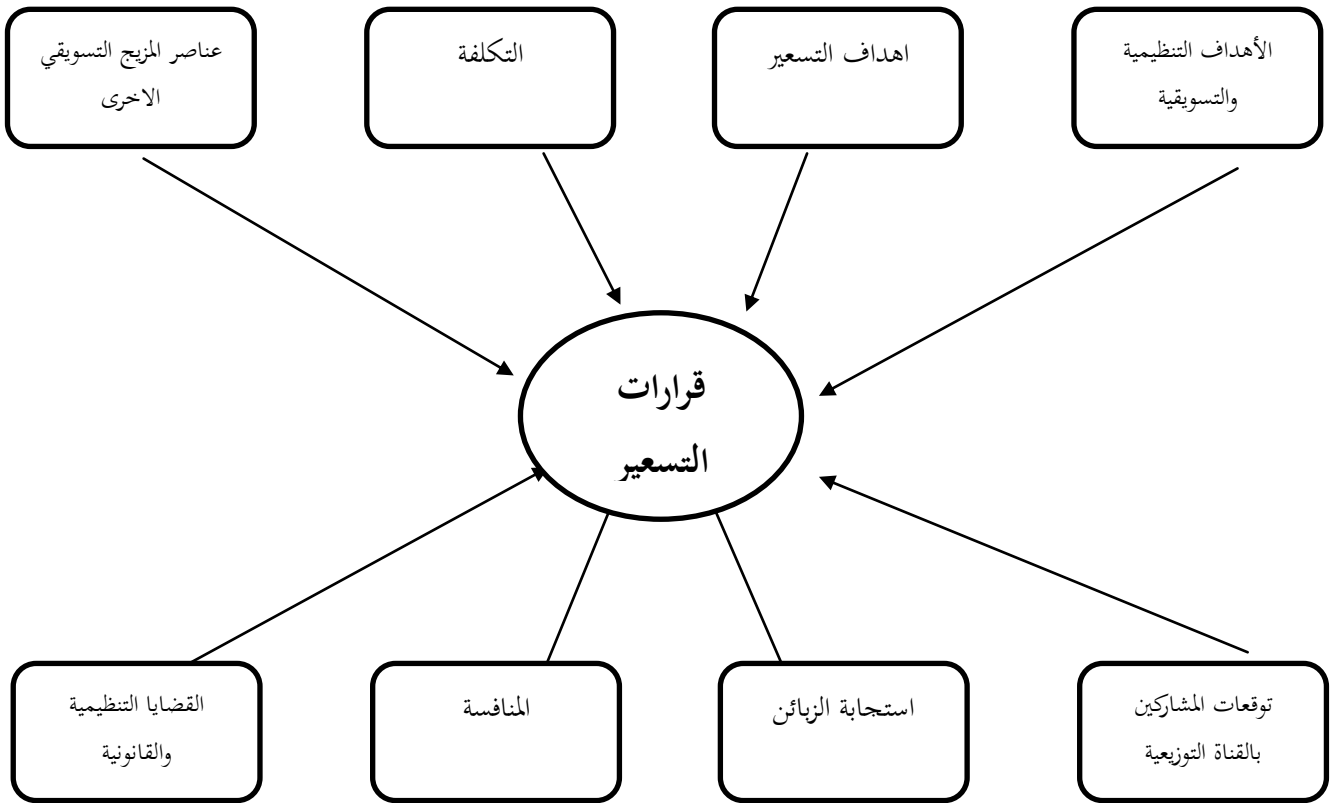 الأهداف التنظيمية
والتسويقية
اهداف التسعير
التكلفة
عناصر المزيج التسويقي
الاخرى
قرارات
التسعير
توقعات المشاركين
بالقناة التوزيعية
استجابة الزبائن
المنافسة
القضايا التنظيمية
والقانونية